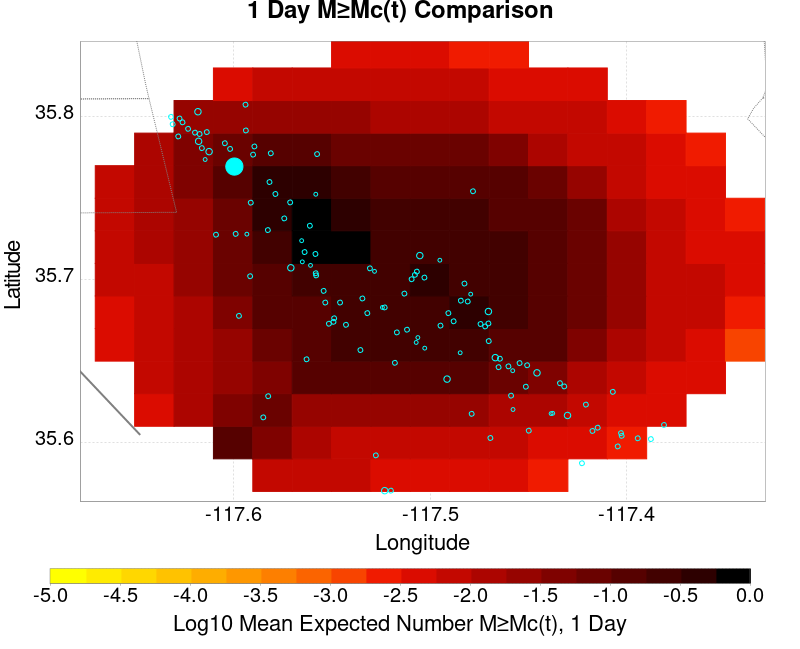 1 Day M≥Mc(t) Comparison
35.8
35.7
35.6
Latitude
-117.6 -117.5 -117.4
Longitude
-5.0 -4.5 -4.0 -3.5 -3.0 -2.5 -2.0 -1.5 -1.0 -0.5 0.0
Log10 Mean Expected Number M≥Mc(t), 1 Day